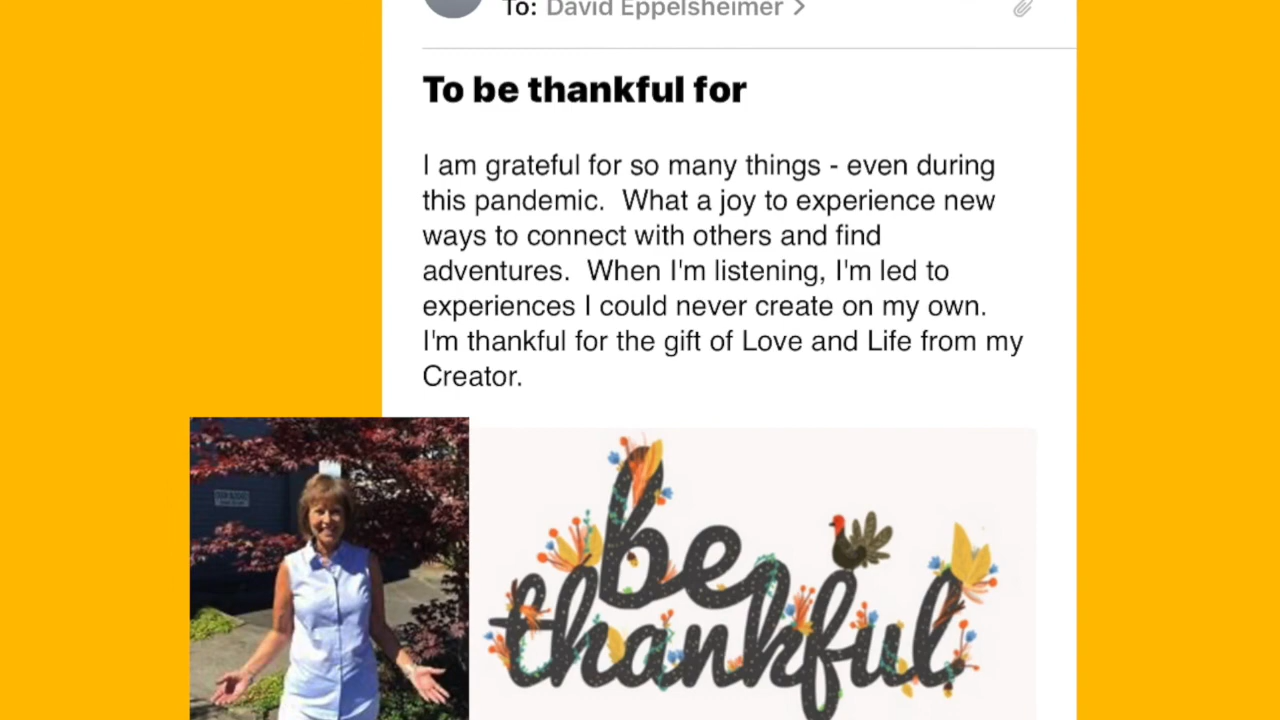 To: David Eppelsheimer
To be thankful for
I am grateful for so many things - even during
this pandemic.  What a joy to experience new
ways to connect with others and find
adventures.  When I'm listening, I'm led to
experiences I could never create on my own.
I'm thankful for the gift of Love and Life from my
Creator.
be
thankful